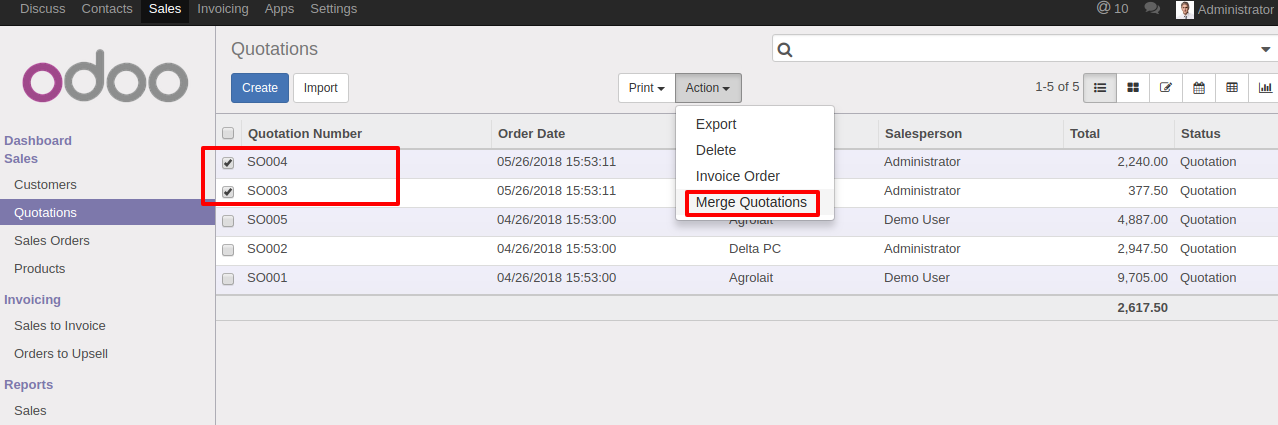 Discuss Contacts Sales Invoicing Apps Settings @ 10 Administrator
odoo
Quotations
Create Import Print Action 1-5 of 5
Export
Delete
Invoice Order
Merge Quotations
Dashboard
Sales
Customers
Quotations
Sales Orders
Products
Invoicing
Sales to Invoice
Orders to Upsell
Reports
Sales
Quotation Number Order Date Salesperson Total Status
SO004 05/26/2018 15:53:11 Administrator 2,240.00 Quotation
SO003 05/26/2018 15:53:11 Administrator 377.50 Quotation
SO005 04/26/2018 15:53:00 Agrolait Demo User 4,887.00 Quotation
SO002 04/26/2018 15:53:00 Delta PC Administrator 2,947.50 Quotation
SO001 04/26/2018 15:53:00 Agrolait Demo User 9,705.00 Quotation
2,617.50